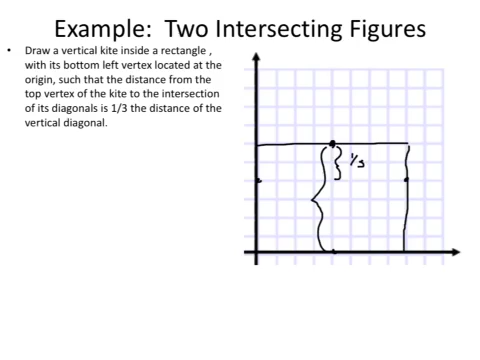 Example: Two Intersecting Figures
• Draw a vertical kite inside a rectangle ,
with its bottom left vertex located at the
origin, such that the distance from the
top vertex of the kite to the intersection
of its diagonals is 1/3 the distance of the
vertical diagonal.
1/3